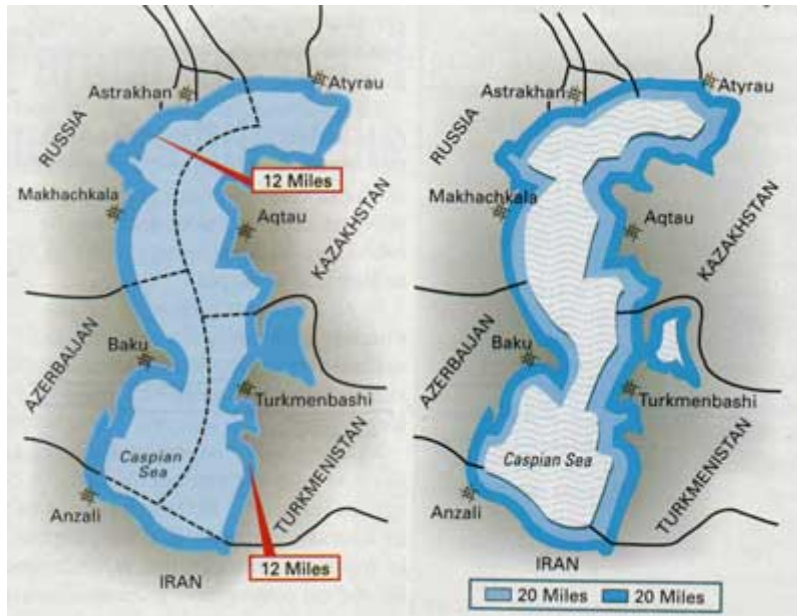 Astrakhan
Atyrau
RUSSIA
12 Miles
Makhachkala
Aqtau
KAZAKHSTAN
AZERBAIJAN
Baku
Turkmenbashi
Caspian
Sea
TURKMENISTAN
Anzali
12 Miles
IRAN
Astrakhan
Atyrau
RUSSIA
Makhachkala
Aqtau
KAZAKHSTAN
AZERBAIJAN
Baku
Turkmenbashi
Caspian Sea
TURKMENISTAN
Anzali
IRAN
20 Miles 20 Miles